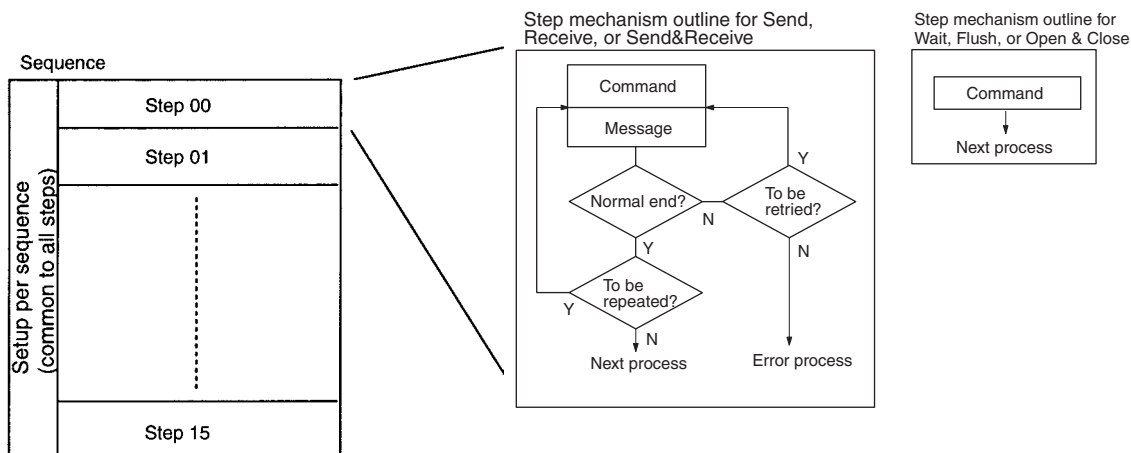 Sequence
Setup per sequence
(common to all steps)
Step 00
Step 01
Step 15
Step mechanism outline for Send,
Receive, or Send&Receive
Command
Message
Normal end?
N
Y
To be
retried?
Y
N
To be
repeated?
Y
N
Next process
Error process
Step mechanism outline for
Wait, Flush, or Open & Close
Command
Next process